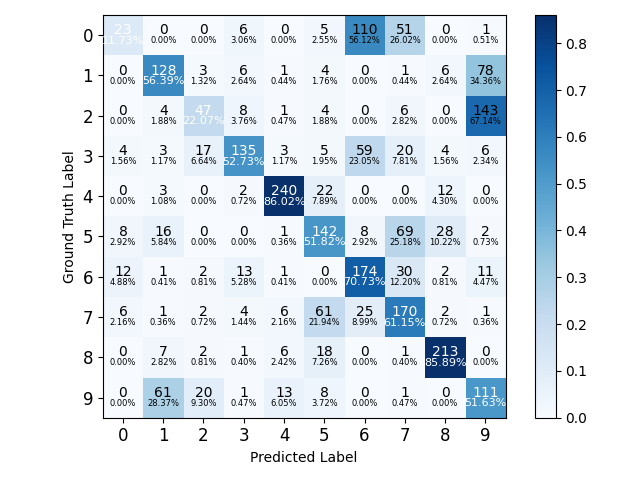 0 23 0 0 6 0 5 110 51 0 1
11.73% 0.00% 0.00% 3.06% 0.00% 2.55% 56.12% 26.02% 0.00% 0.51%
1 0 128 3 6 1 4 0 1 6 78
0.00% 56.39% 1.32% 2.64% 0.44% 1.76% 0.00% 0.44% 2.64% 34.36%
2 0 4 47 8 1 4 0 6 0 143
0.00% 1.88% 22.07% 3.76% 0.47% 1.88% 0.00% 2.82% 0.00% 67.14%
3 4 3 17 135 3 5 59 20 4 6
1.56% 1.17% 6.64% 52.73% 1.17% 1.95% 23.05% 7.81% 1.56% 2.34%
4 0 3 0 2 240 22 0 0 12 0
0.00% 1.08% 0.00% 0.72% 86.02% 7.89% 0.00% 0.00% 4.30% 0.00%
5 8 16 0 0 1 142 8 69 28 2
2.92% 5.84% 0.00% 0.00% 0.36% 51.82% 2.92% 25.18% 10.22% 0.73%
6 12 1 2 13 1 0 174 30 2 11
4.88% 0.41% 0.81% 5.28% 0.41% 0.00% 70.73% 12.20% 0.81% 4.47%
7 6 1 2 4 6 61 25 170 2 1
2.16% 0.36% 0.72% 1.44% 2.16% 21.94% 8.99% 61.15% 0.72% 0.36%
8 0 7 2 1 6 18 0 1 213 0
0.00% 2.82% 0.81% 0.40% 2.42% 7.26% 0.00% 0.40% 85.89% 0.00%
9 0 61 20 1 13 8 0 1 0 111
0.00% 28.37% 9.30% 0.47% 6.05% 3.72% 0.00% 0.47% 0.00% 51.63%
0 1 2 3 4 5 6 7 8 9
Predicted Label
Ground Truth Label
0.8
0.7
0.6
0.5
0.4
0.3
0.2
0.1
0.0